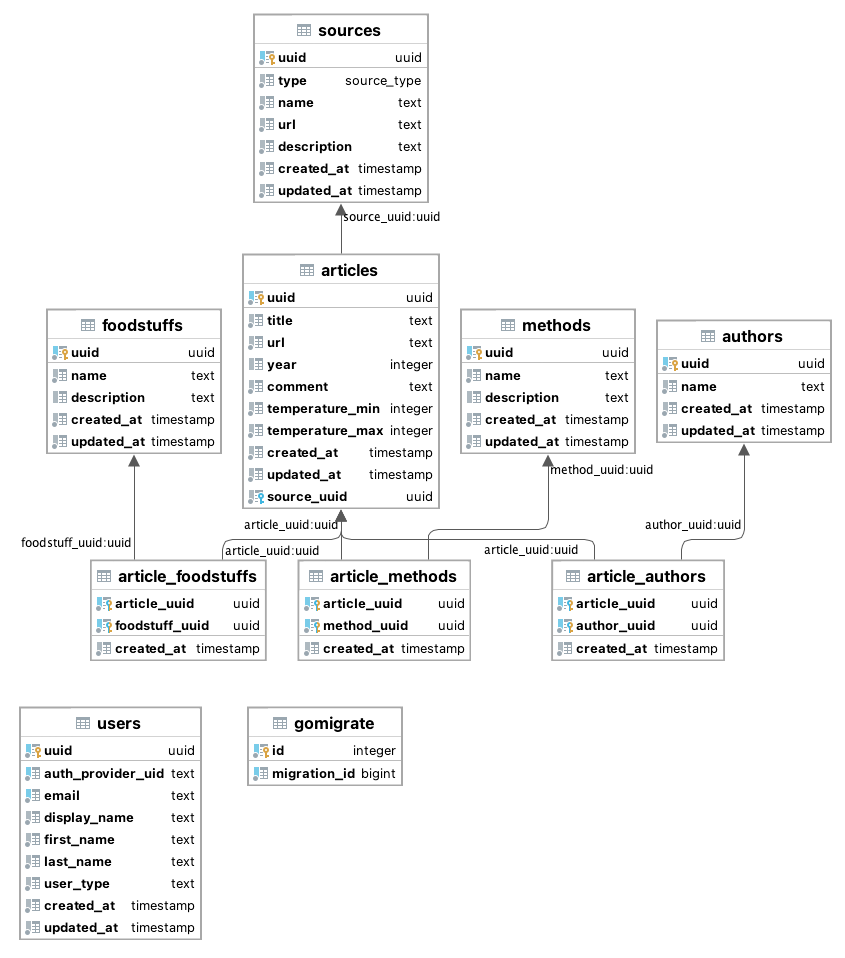 sources
uuid uuid
type source_type
name text
url text
description text
created_at timestamp
updated_at timestamp
source_uuid:uuid
articles
uuid uuid
title text
url text
year integer
comment text
temperature_min integer
temperature_max integer
created_at timestamp
updated_at timestamp
source_uuid uuid
foodstuffs
uuid uuid
name text
description text
created_at timestamp
updated_at timestamp
methods
uuid uuid
name text
description text
created_at timestamp
updated_at timestamp
authors
uuid uuid
name text
created_at timestamp
updated_at timestamp
method_uuid:uuid
article_uuid:uuid
author_uuid:uuid
foodstuff_uuid:uuid
article_uuid:uuid
article_uuid:uuid
article_foodstuffs
article_uuid uuid
foodstuff_uuid uuid
created_at timestamp
article_methods
article_uuid uuid
method_uuid uuid
created_at timestamp
article_authors
article_uuid uuid
author_uuid uuid
created_at timestamp
users
uuid uuid
auth_provider_uid text
email text
display_name text
first_name text
last_name text
user_type text
created_at timestamp
updated_at timestamp
gomigrate
id integer
migration_id bigint